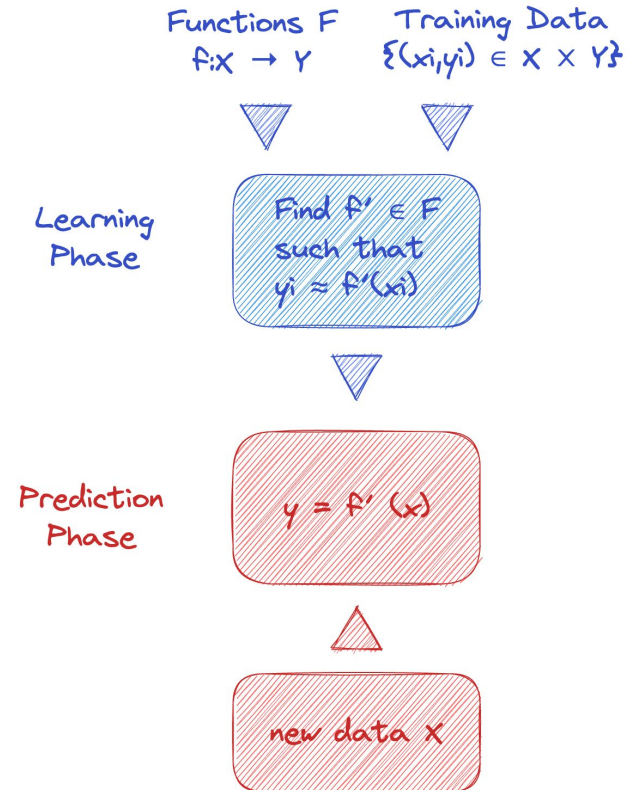 Functions F
f:X → Y
Training Data
{(xi,yi) ∈ X × Y}
Learning
Phase
Find f' ∈ F
such that
yi ≈ f'(xi)
Prediction
Phase
y = f' (x)
new data X